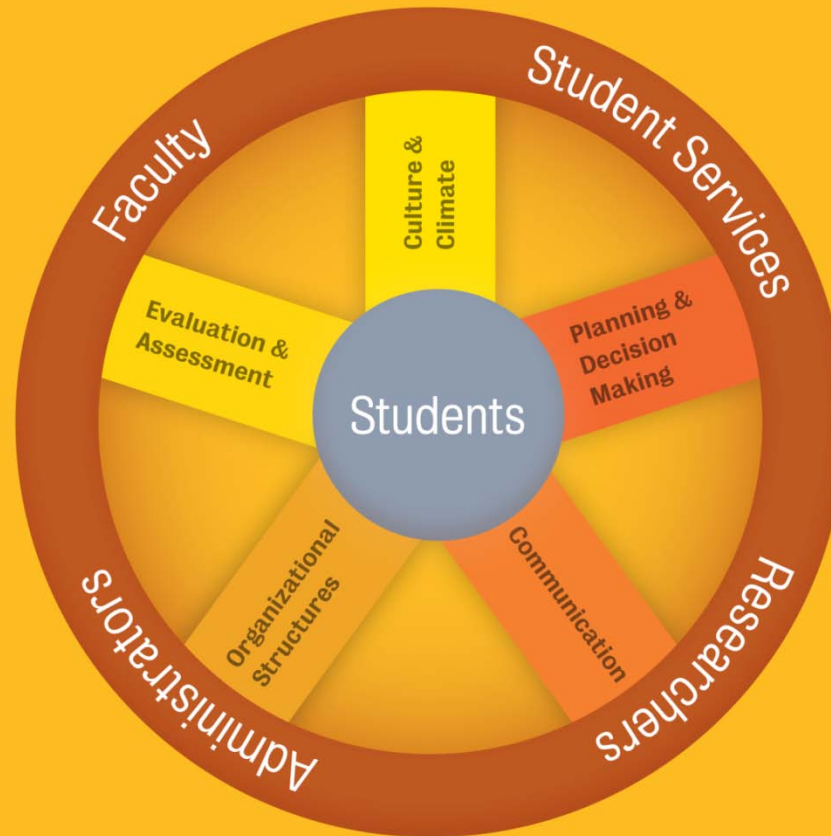 Student Services
Faculty
Culture &
Climate
Evaluation &
Assessment
Planning &
Decision
Making
Students
Organizational
Structures
Communication
Administrators
Researchers